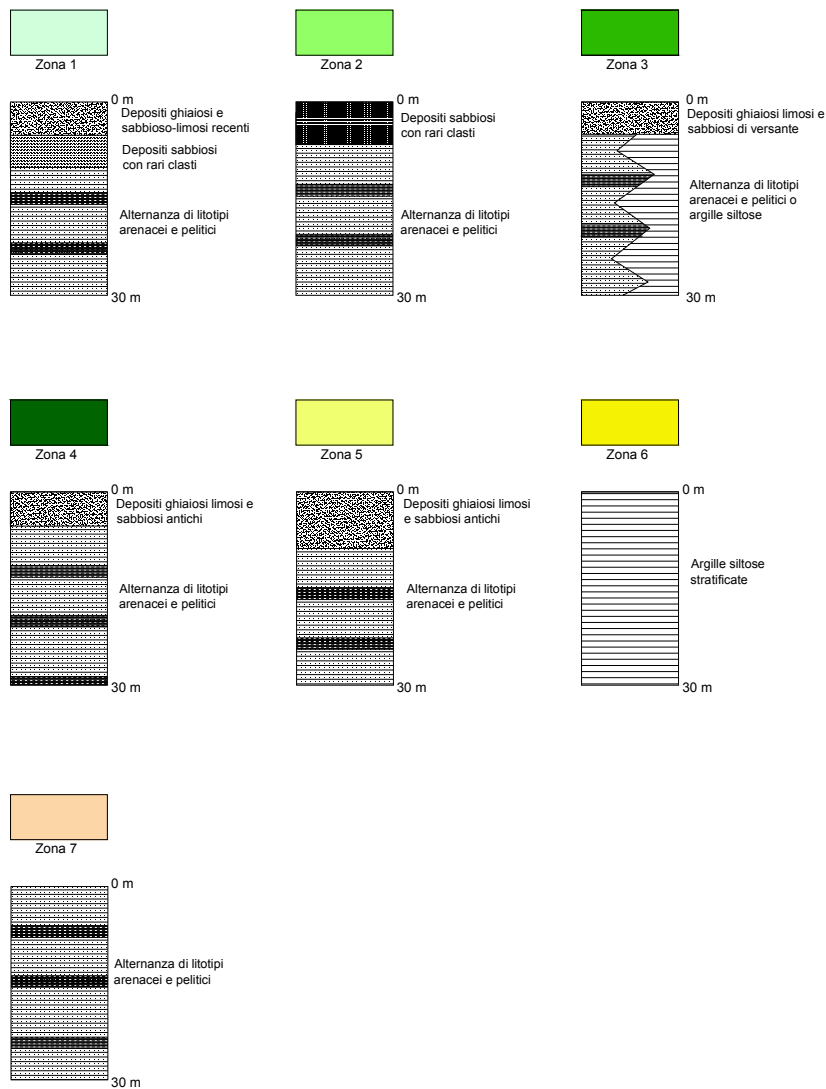 Zona 1
0 m
Depositi ghiaiosi e
sabbioso-limosi recenti
Depositi sabbiosi
con rari clasti
Alternanza di litotipi
arenacei e pelitici
30 m
Zona 2
0 m
Depositi sabbiosi
con rari clasti
Alternanza di litotipi
arenacei e pelitici
30 m
Zona 3
0 m
Depositi ghiaiosi limosi e
sabbiosi di versante
Alternanza di litotipi
arenacei e pelitici o
argille siltose
30 m
Zona 4
0 m
Depositi ghiaiosi limosi e
sabbiosi antichi
Alternanza di litotipi
arenacei e pelitici
30 m
Zona 5
0 m
Depositi ghiaiosi limosi
e sabbiosi antichi
Alternanza di litotipi
arenacei e pelitici
30 m
Zona 6
0 m
Argille siltose
stratificate
30 m
Zona 7
0 m
Alternanza di litotipi
arenacei e pelitici
30 m